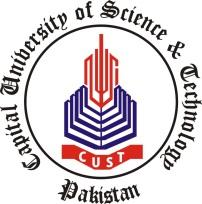 Capital University of Science & Technology
CUST
Pakistan